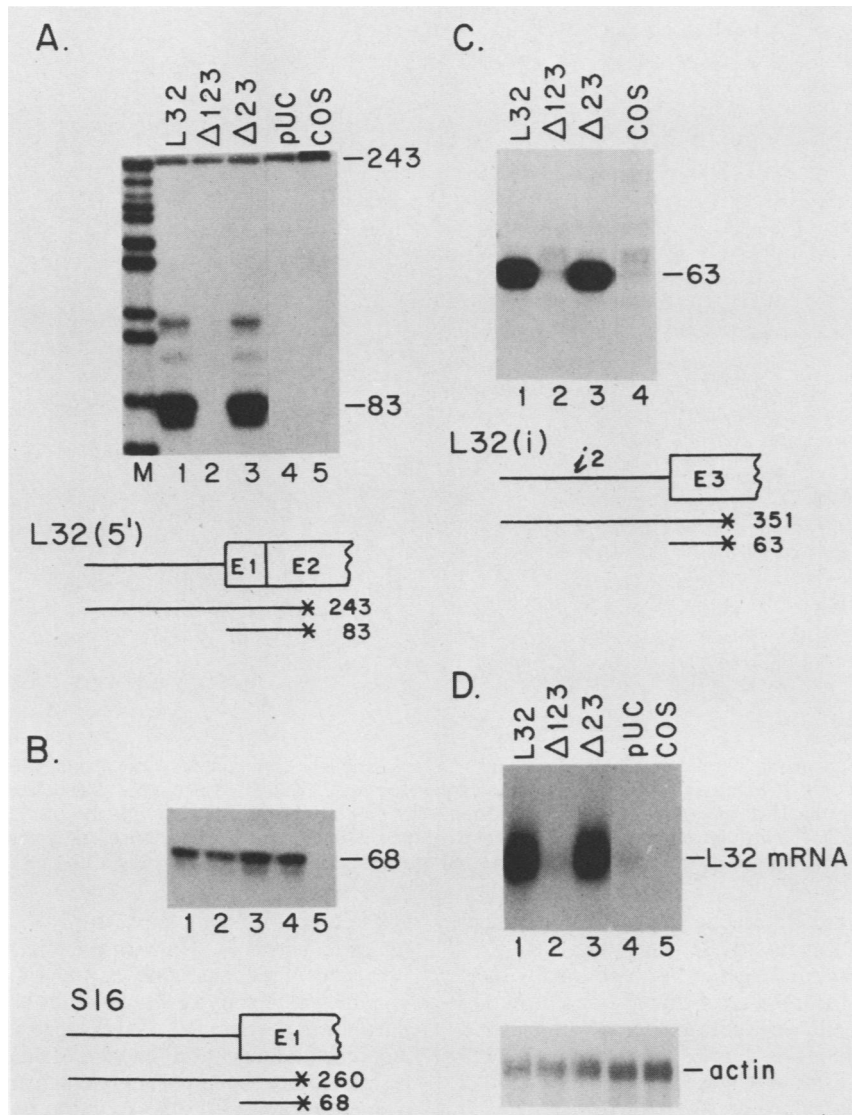 A.
L32
Δ123
Δ23
pUC
COS
-243
-83
M 1 2 3 4 5
L32(5')
E1 E2
243
83
B.
-68
1 2 3 4 5
S16
E1
260
68
C.
L32
Δ123
Δ23
COS
-63
1 2 3 4
L32(i)
i2
E3
351
63
D.
L32
Δ123
Δ23
pUC
COS
-L32 mRNA
1 2 3 4 5
-actin